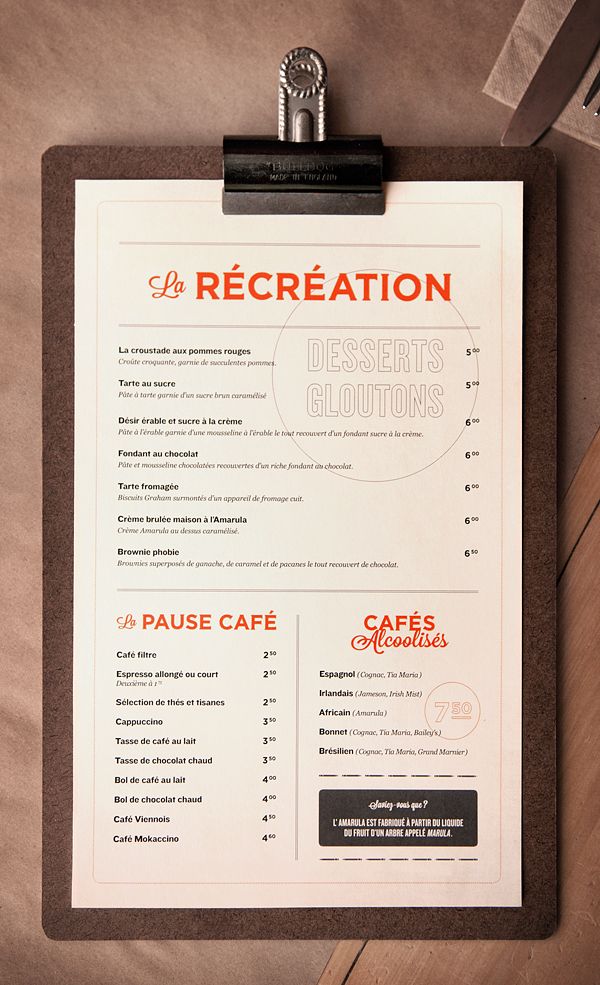 BULLDOG
MADE IN ENGLAND
La RÉCRÉATION
DESSERTS
GLOUTONS
La croustade aux pommes rouges 5 00
Croûte croquante, garnie de succulentes pommes.
Tarte au sucre 5 00
Pâte à tarte garnie d'un sucre brun caramélisé
Désir érable et sucre à la crème 6 00
Pâte à l'érable garnie d'une mousseline à l'érable le tout recouvert d'un fondant sucre à la crème.
Fondant au chocolat 6 00
Pâte et mousseline chocolatées recouvertes d'un riche fondant au chocolat.
Tarte fromagée 6 00
Biscuits Graham surmontés d'un appareil de fromage cuit.
Crème brulée maison à l'Amarula 6 00
Crème Amarula au dessus caramélisé.
Brownie phobie 6 50
Brownies superposés de ganache, de caramel et de pacanes le tout recouvert de chocolat.
La PAUSE CAFÉ
Café filtre 2 50
Espresso allongé ou court 2 50
Deuxième à 1 75
Sélection de thés et tisanes 2 50
Cappuccino 3 50
Tasse de café au lait 3 50
Tasse de chocolat chaud 3 50
Bol de café au lait 4 00
Bol de chocolat chaud 4 00
Café Viennois 4 50
Café Mokaccino 4 60
CAFÉS
Alcoolisés
Espagnol (Cognac, Tia Maria)
Irlandais (Jameson, Irish Mist)
Africain (Amarula)
7 50
Bonnet (Cognac, Tia Maria, Bailey's)
Brésilien (Cognac, Tia Maria, Grand Marnier)
Saviez-vous que ?
L'AMARULA EST FABRIQUÉ À PARTIR DU LIQUIDE
DU FRUIT D'UN ARBRE APPELÉ MARULA.